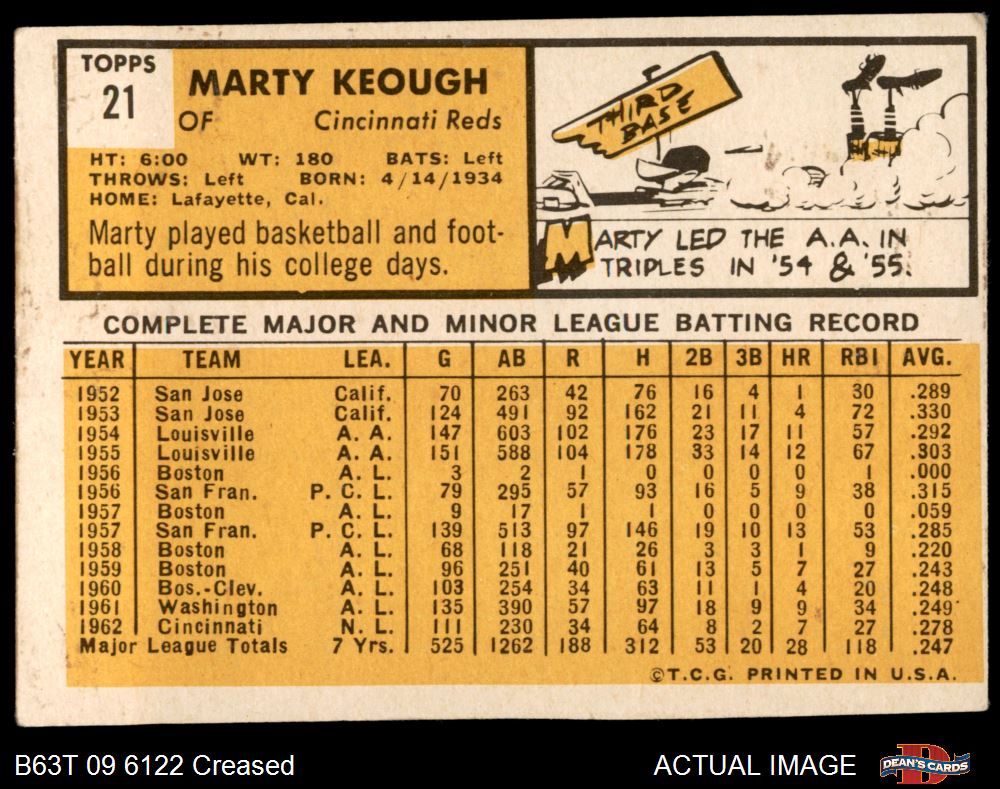 TOPPS
21
MARTY KEOUGH
OF Cincinnati Reds
HT: 6:00 WT: 180 BATS: Left
THROWS: Left BORN: 4/14/1934
HOME: Lafayette, Cal.
Marty played basketball and foot-
ball during his college days.
THIRD
BASE
MARTY LED THE A.A. IN
TRIPLES IN '54 & '55.
COMPLETE MAJOR AND MINOR LEAGUE BATTING RECORD
YEAR TEAM LEA. G AB R H 2B 3B HR RBI AVG.
1952 San Jose Calif. 70 263 42 76 16 4 1 30 .289
1953 San Jose Calif. 124 491 92 162 21 11 4 72 .330
1954 Louisville A. A. 147 603 102 176 23 17 11 57 .292
1955 Louisville A. A. 151 588 104 178 33 14 12 67 .303
1956 Boston A. L. 3 2 1 0 0 0 0 1 .000
1956 San Fran. P. C. L. 79 295 57 93 16 5 9 38 .315
1957 Boston A. L. 9 17 1 1 0 0 0 0 .059
1957 San Fran. P. C. L. 139 513 97 146 19 10 13 53 .285
1958 Boston A. L. 68 118 21 26 3 3 1 9 .220
1959 Boston A. L. 96 251 40 61 13 5 7 27 .243
1960 Bos.-Clev. A. L. 103 254 34 63 11 1 4 20 .248
1961 Washington A. L. 135 390 57 97 18 9 9 34 .249
1962 Cincinnati N. L. 111 230 34 64 8 2 7 27 .278
Major League Totals 7 Yrs. 525 1262 188 312 53 20 28 118 .247
©T.C.G. PRINTED IN U.S.A.
B63T 09 6122 Creased
ACTUAL IMAGE
D
DEAN'S CARDS